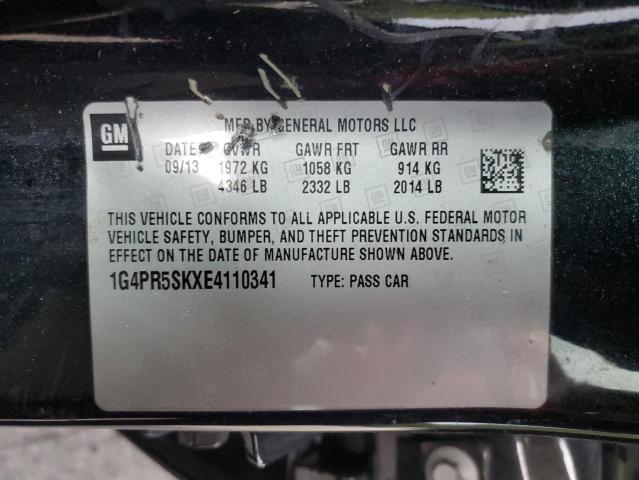 GM
MFD BY GENERAL MOTORS LLC
DATE GVWR GAWR FRT GAWR RR
09/13 1972 KG 1058 KG 914 KG
4346 LB 2332 LB 2014 LB
THIS VEHICLE CONFORMS TO ALL APPLICABLE U.S. FEDERAL MOTOR
VEHICLE SAFETY, BUMPER, AND THEFT PREVENTION STANDARDS IN
EFFECT ON THE DATE OF MANUFACTURE SHOWN ABOVE.
1G4PR5SKXE4110341 TYPE: PASS CAR